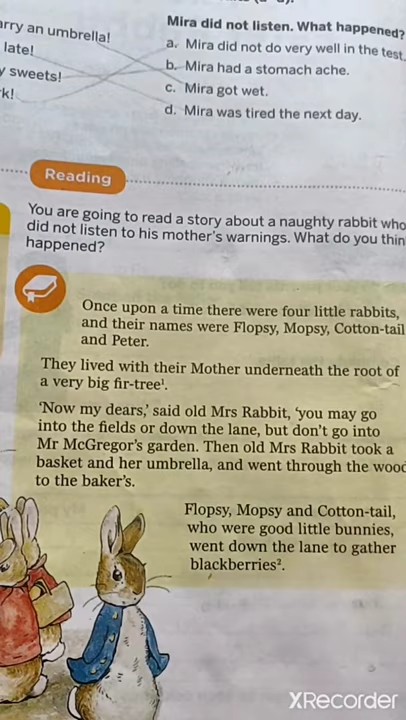 Mira did not listen. What happened?
arry an umbrella!
a. Mira did not do very well in the test.
late!
b. Mira had a stomach ache.
y sweets!
c. Mira got wet.
k!
d. Mira was tired the next day.
Reading
You are going to read a story about a naughty rabbit who
did not listen to his mother's warnings. What do you thin
happened?
Once upon a time there were four little rabbits,
and their names were Flopsy, Mopsy, Cotton-tail
and Peter.
They lived with their Mother underneath the root of
a very big fir-tree¹.
'Now my dears,' said old Mrs Rabbit, 'you may go
into the fields or down the lane, but don't go into
Mr McGregor's garden. Then old Mrs Rabbit took a
basket and her umbrella, and went through the wood
to the baker's.
Flopsy, Mopsy and Cotton-tail,
who were good little bunnies,
went down the lane to gather
blackberries².
XRecorder